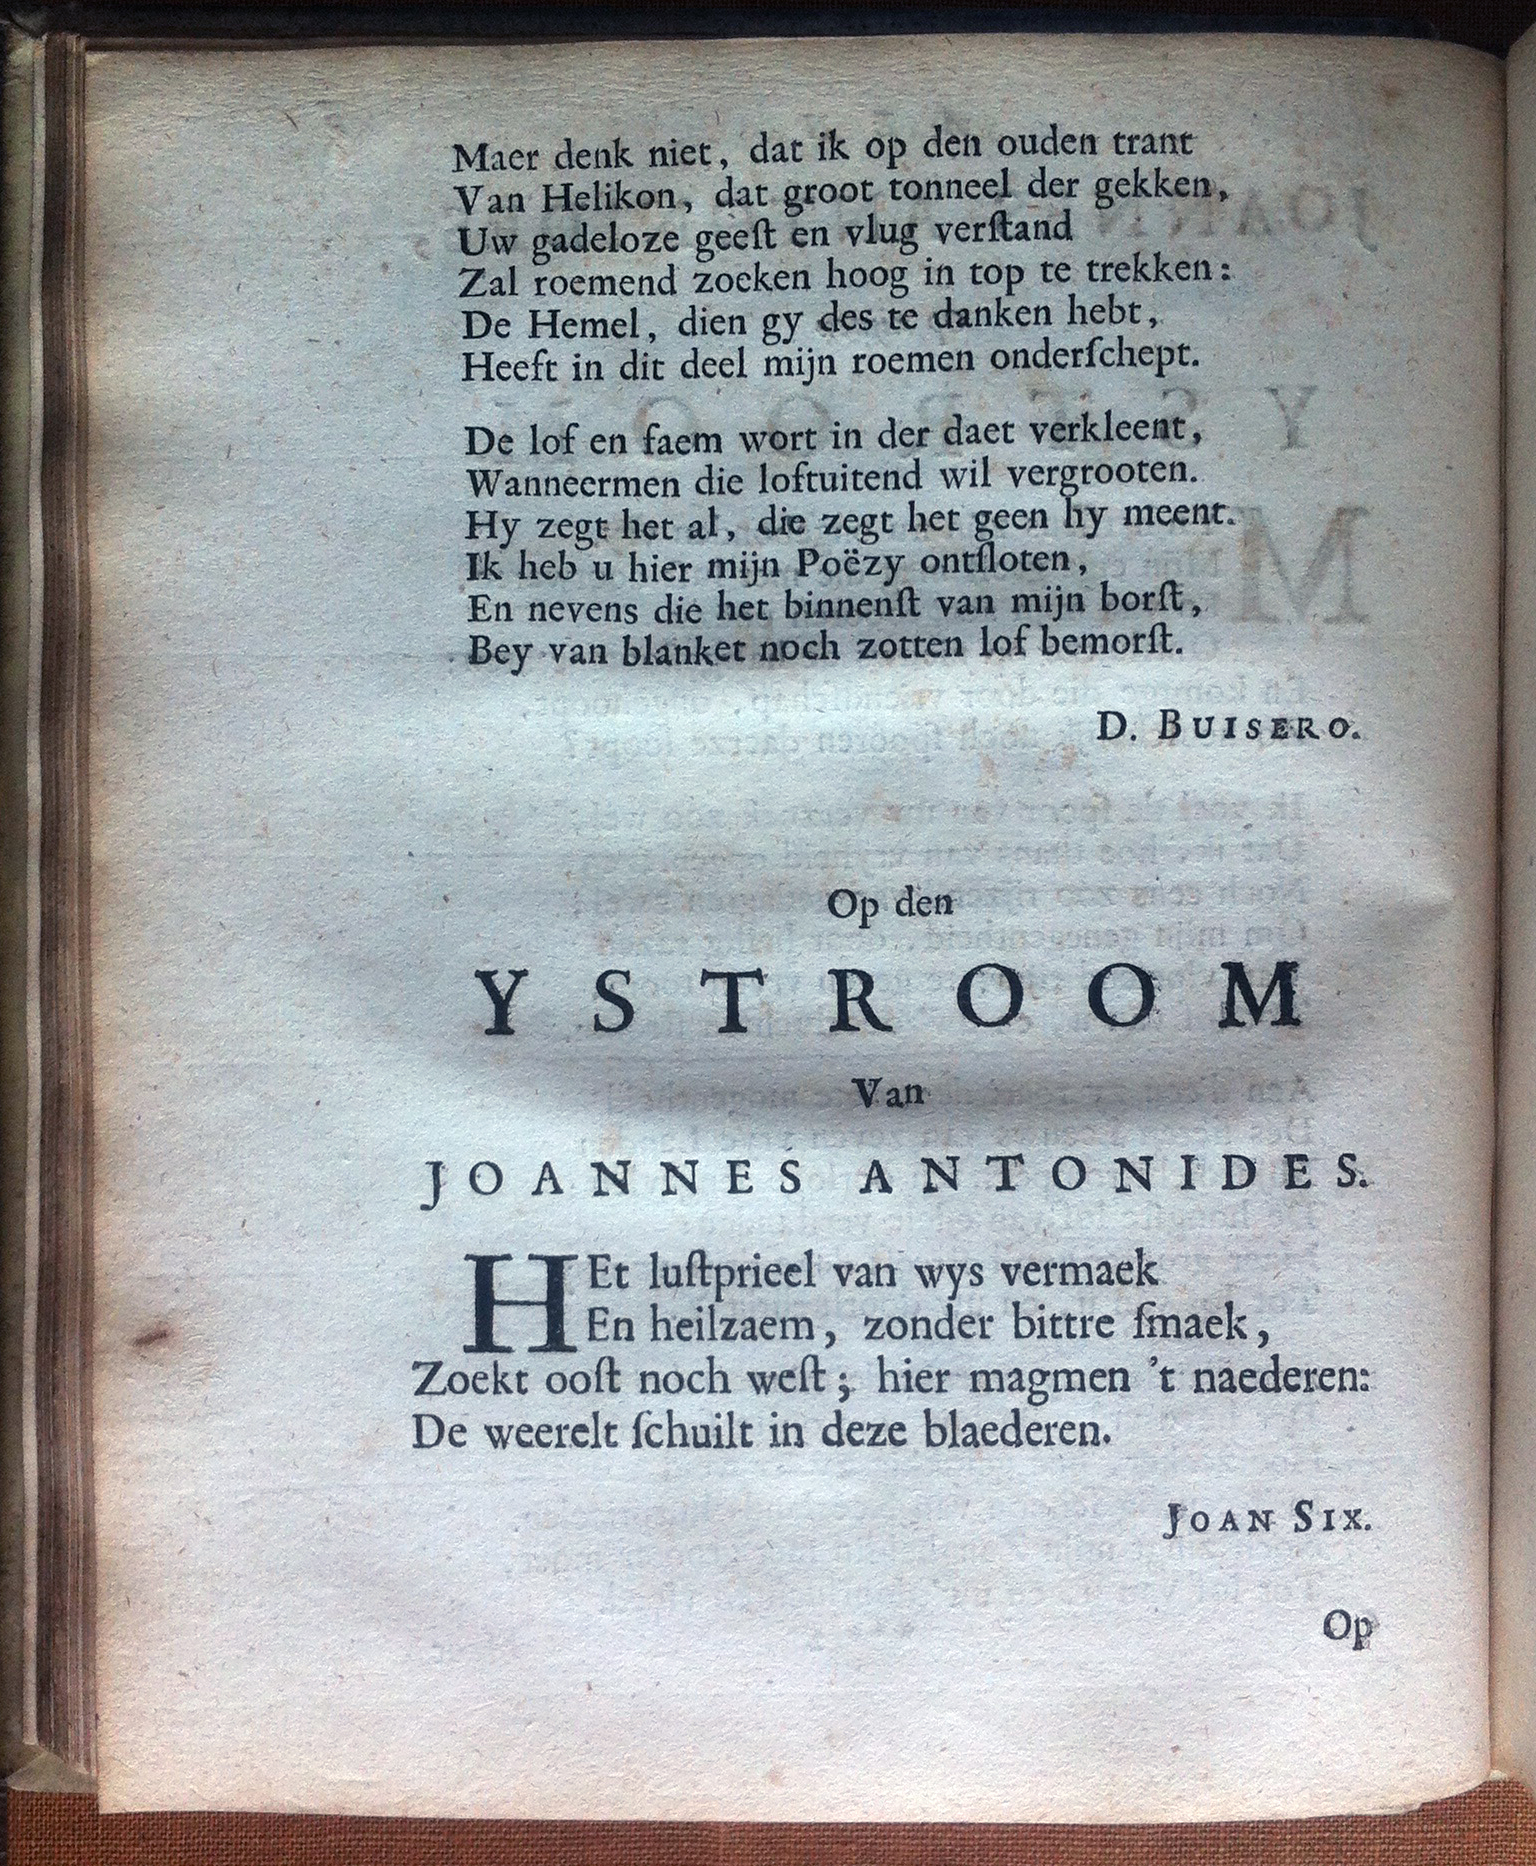 Maer denk niet, dat ik op den ouden trant
Van Helikon, dat groot tonneel der gekken,
Uw gadeloze geeſt en vlug verſtand
Zal roemend zoeken hoog in top te trekken:
De Hemel, dien gy des te danken hebt,
Heeft in dit deel mijn roemen onderſchept.
De lof en faem wort in der daet verkleent,
Wanneermen die loftuitend wil vergrooten.
Hy zegt het al, die zegt het geen hy meent.
Ik heb u hier mijn Poëzy ontſloten,
En nevens die het binnenſt van mijn borſt,
Bey van blanket noch zotten lof bemorſt.
D. BUISERO.
Op den
YSTROOM
Van
JOANNES ANTONIDES.
HEt luſtprieel van wys vermaek
En heilzaem, zonder bittre ſmaek,
Zoekt ooſt noch weſt; hier magmen 't naederen:
De weerelt ſchuilt in deze blaederen.
JOAN SIX.
Op